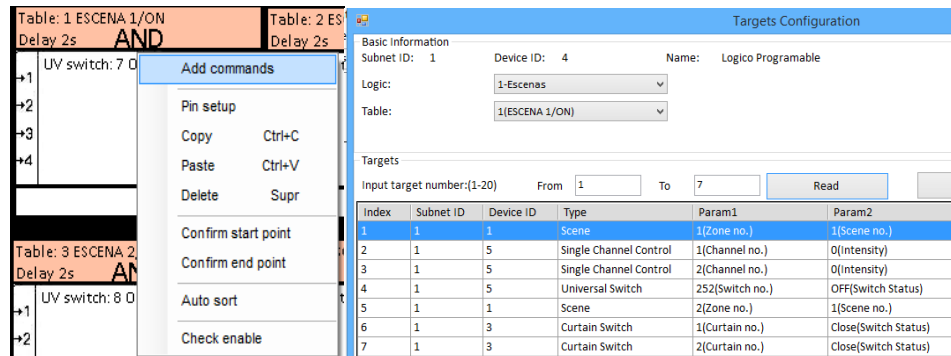 Table: 1 ESCENA 1/ON
Delay 2s AND
UV switch: 7 O
→1
→2
→3
→4
Table: 2 ES
Delay 2s
Add commands
Pin setup
Copy Ctrl+C
Paste Ctrl+V
Delete Supr
Confirm start point
Confirm end point
Auto sort
Check enable
Table: 3 ESCENA 2
Delay 2s AN
UV switch: 8 O
→1
→2
Targets Configuration
Basic Information
Subnet ID: 1 Device ID: 4 Name: Logico Programable
Logic: 1-Escenas
Table: 1(ESCENA 1/ON)
Targets
Input target number:(1-20) From 1 To 7 Read
Index Subnet ID Device ID Type Param1 Param2
1 1 1 Scene 1(Zone no.) 1(Scene no.)
2 1 5 Single Channel Control 1(Channel no.) 0(Intensity)
3 1 5 Single Channel Control 2(Channel no.) 0(Intensity)
4 1 5 Universal Switch 252(Switch no.) OFF(Switch Status)
5 1 1 Scene 2(Zone no.) 1(Scene no.)
6 1 3 Curtain Switch 1(Curtain no.) Close(Switch Status)
7 1 3 Curtain Switch 2(Curtain no.) Close(Switch Status)